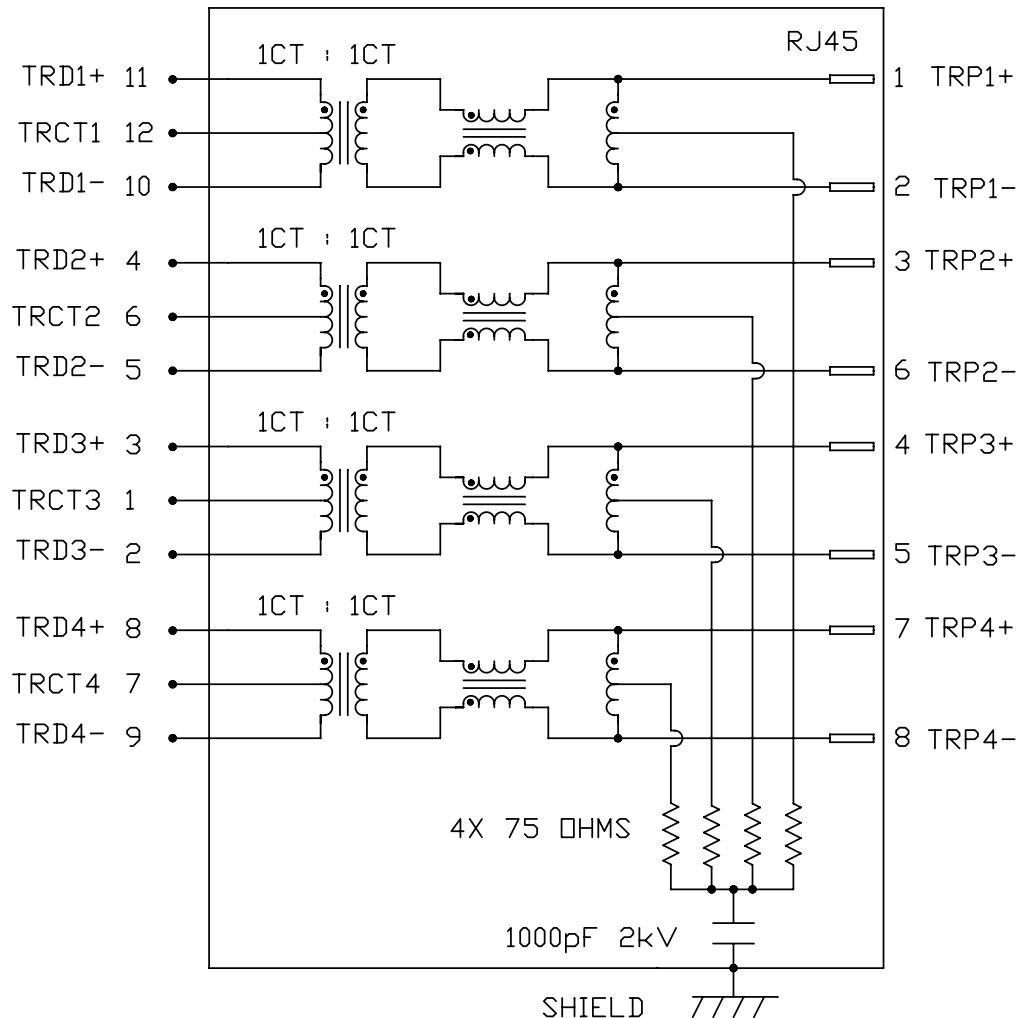 RJ45
1CT : 1CT
TRD1+ 11
1 TRP1+
TRCT1 12
TRD1- 10
2 TRP1-
1CT : 1CT
TRD2+ 4
3 TRP2+
TRCT2 6
TRD2- 5
6 TRP2-
1CT : 1CT
TRD3+ 3
4 TRP3+
TRCT3 1
TRD3- 2
5 TRP3-
1CT : 1CT
TRD4+ 8
7 TRP4+
TRCT4 7
TRD4- 9
8 TRP4-
4X 75 OHMS
1000pF 2kV
SHIELD